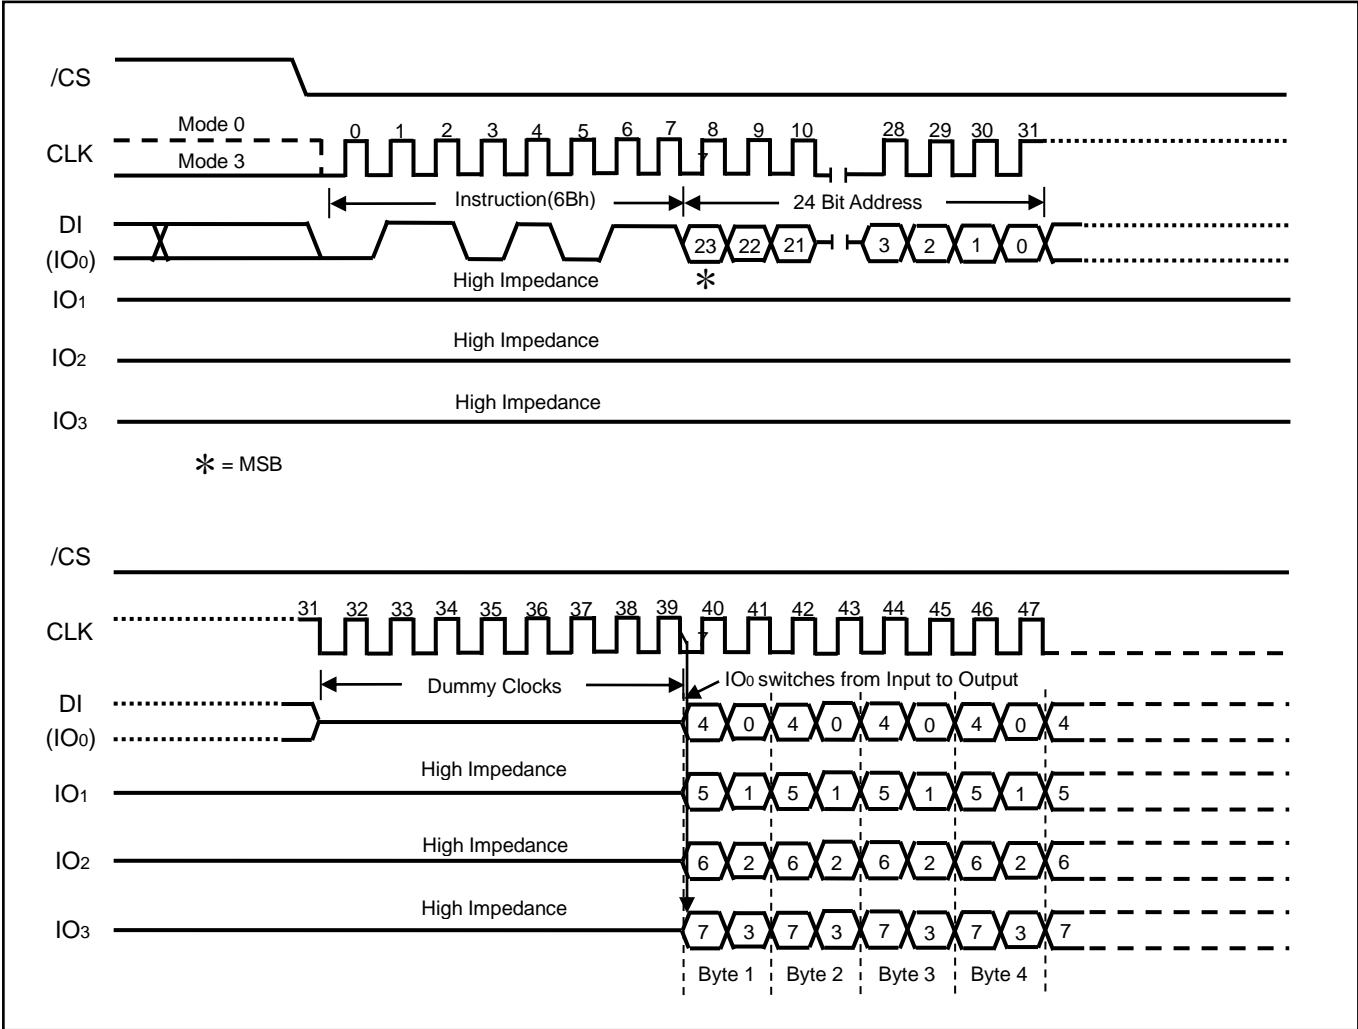 /CS
Mode 0
CLK
Mode 3
0 1 2 3 4 5 6 7 8 9 10 28 29 30 31
7
Instruction(6Bh) 24 Bit Address
DI
(IO0)
23 22 21 3 2 1 0
*
High Impedance
IO1
High Impedance
IO2
High Impedance
IO3
* = MSB
/CS
31 32 33 34 35 36 37 38 39 40 41 42 43 44 45 46 47
CLK
7
Dummy Clocks
IO0 switches from Input to Output
DI
(IO0)
4 0 4 0 4 0 4 0 4
High Impedance
IO1
5 1 5 1 5 1 5 1 5
High Impedance
IO2
6 2 6 2 6 2 6 2 6
High Impedance
IO3
7 3 7 3 7 3 7 3 7
Byte 1 Byte 2 Byte 3 Byte 4